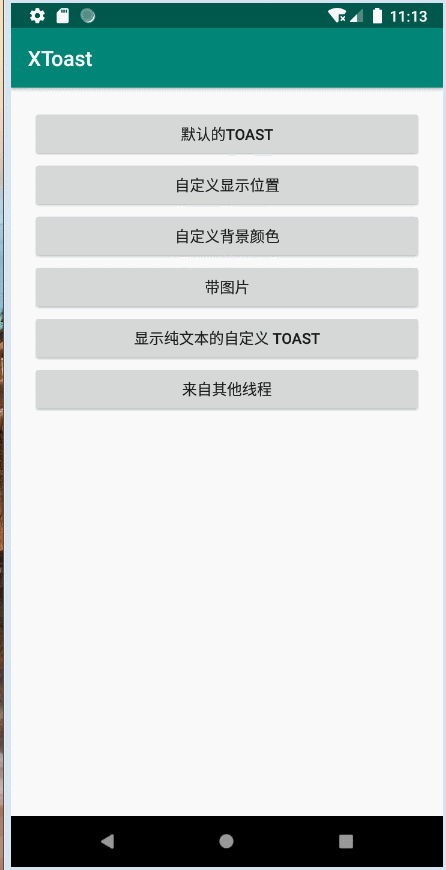 11:13
XToast
默认的TOAST
自定义显示位置
自定义背景颜色
带图片
显示纯文本的自定义 TOAST
来自其他线程